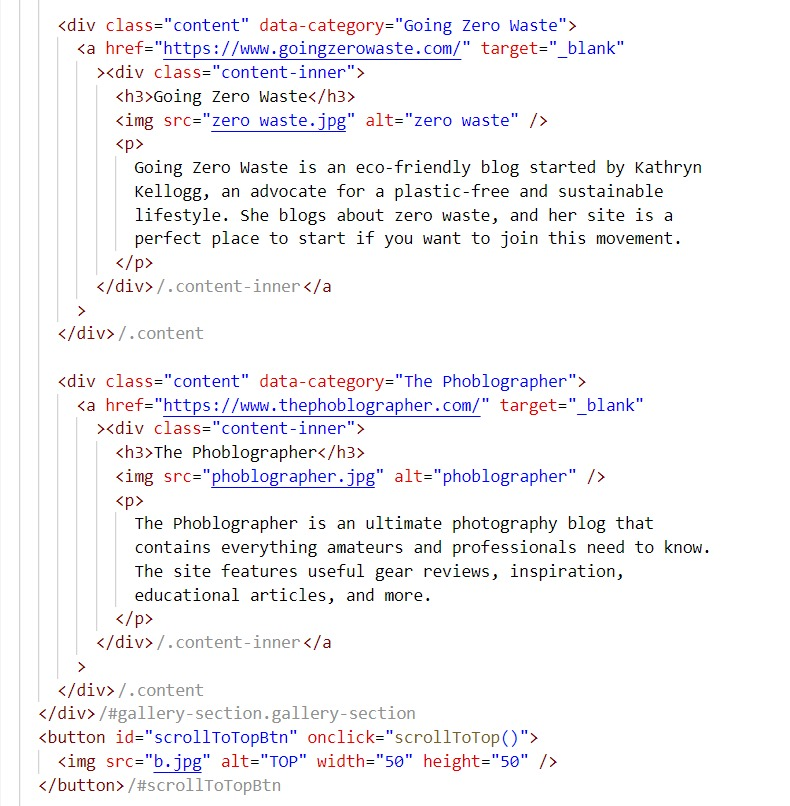 <div class="content" data-category="Going Zero Waste">
<a href="https://www.goingzerowaste.com/" target="_blank"
><div class="content-inner">
<h3>Going Zero Waste</h3>
<img src="zero waste.jpg" alt="zero waste" />
<p>
Going Zero Waste is an eco-friendly blog started by Kathryn
Kellogg, an advocate for a plastic-free and sustainable
lifestyle. She blogs about zero waste, and her site is a
perfect place to start if you want to join this movement.
</p>
</div>/.content-inner</a
>
</div>/.content
<div class="content" data-category="The Phoblographer">
<a href="https://www.thephoblographer.com/" target="_blank"
><div class="content-inner">
<h3>The Phoblographer</h3>
<img src="phoblographer.jpg" alt="phoblographer" />
<p>
The Phoblographer is an ultimate photography blog that
contains everything amateurs and professionals need to know.
The site features useful gear reviews, inspiration,
educational articles, and more.
</p>
</div>/.content-inner</a
>
</div>/.content
</div>/#gallery-section.gallery-section
<button id="scrollToTopBtn" onclick="scrollToTop()">
<img src="b.jpg" alt="TOP" width="50" height="50" />
</button>/#scrollToTopBtn